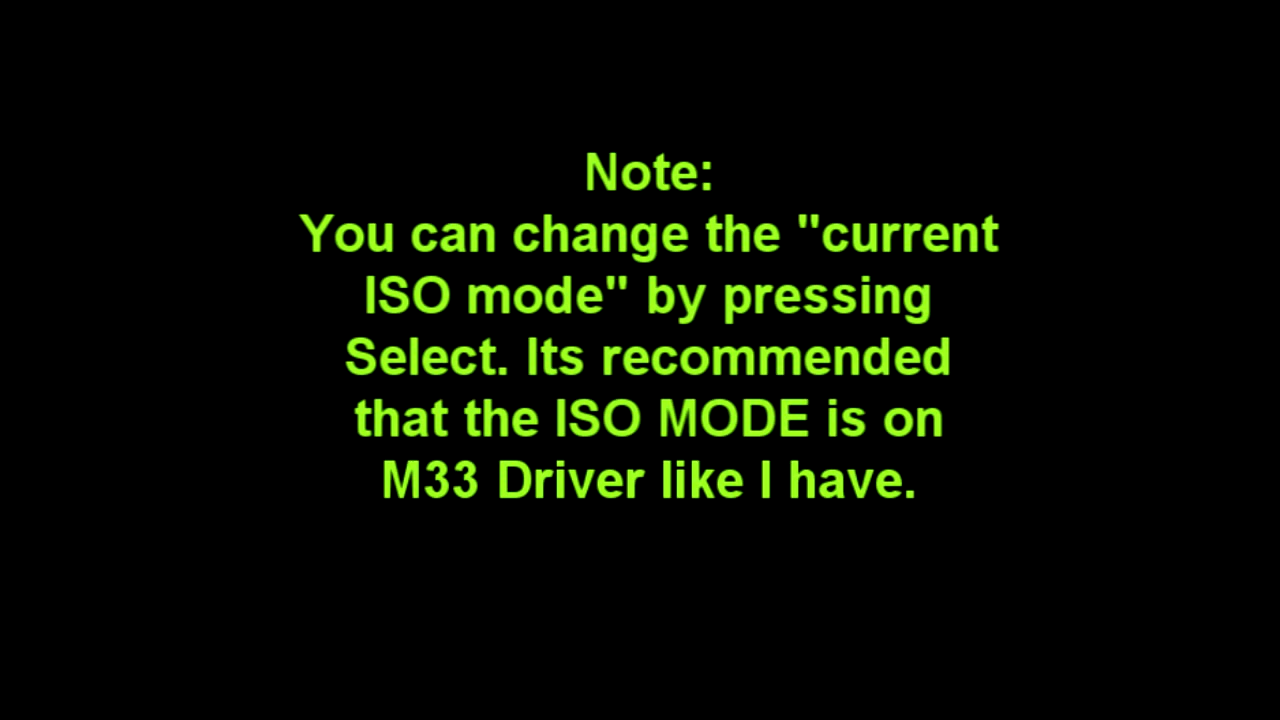 Note:
You can change the "current
ISO mode" by pressing
Select. Its recommended
that the ISO MODE is on
M33 Driver like I have.